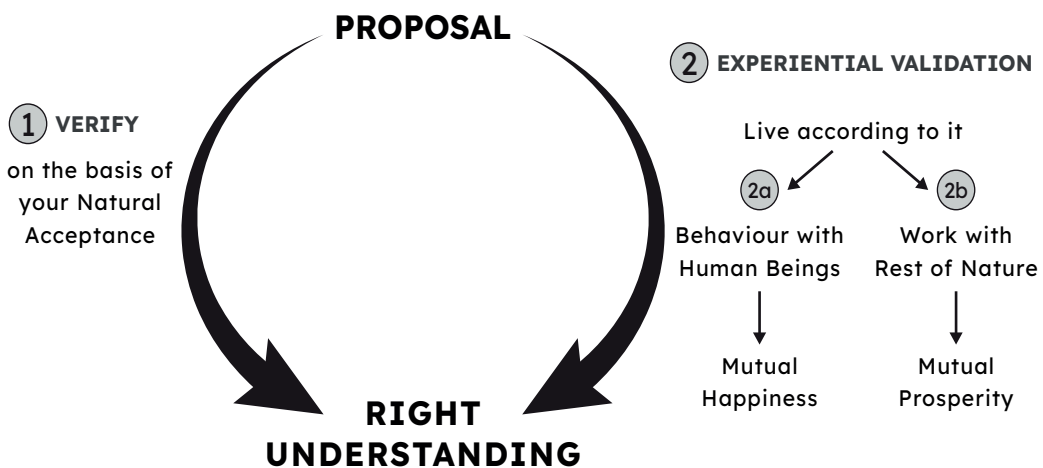 PROPOSAL
1 VERIFY
on the basis of
your Natural
Acceptance
2 EXPERIENTIAL VALIDATION
Live according to it
2a
2b
Behaviour with
Human Beings
Work with
Rest of Nature
Mutual
Happiness
Mutual
Prosperity
RIGHT
UNDERSTANDING